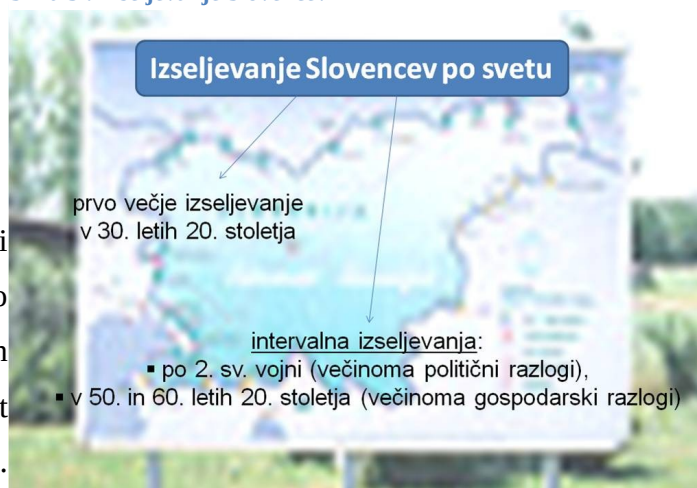 Izseljevanje Slovencev po svetu
prvo večje izseljevanje
v 30. letih 20. stoletja
intervalna izseljevanja:
▪ po 2. sv. vojni (večinoma politični razlogi),
▪ v 50. in 60. letih 20. stoletja (večinoma gospodarski razlogi)